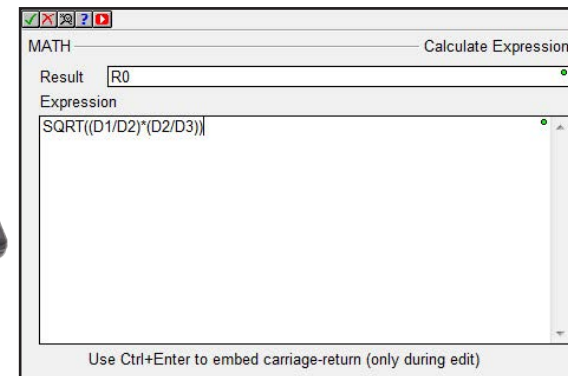 ?
MATH Calculate Expression
Result R0
Expression
SQRT((D1/D2)*(D2/D3))
Use Ctrl+Enter to embed carriage-return (only during edit)